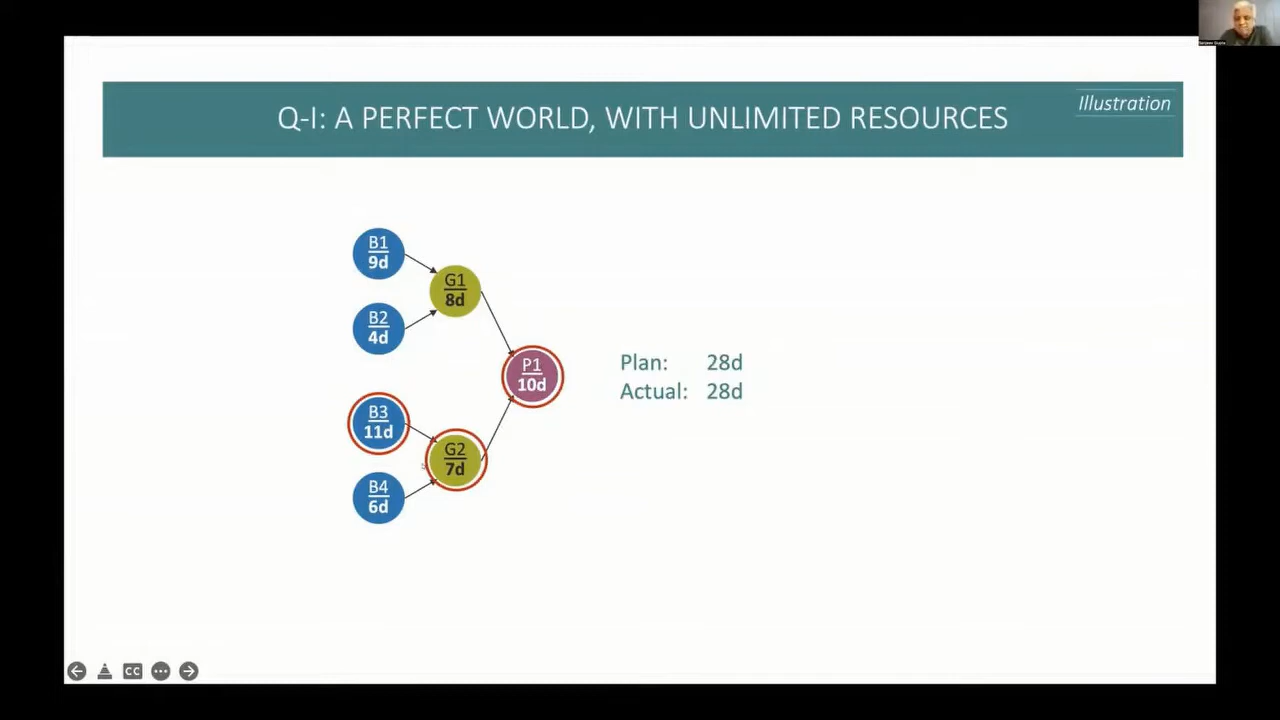 Q-I: A PERFECT WORLD, WITH UNLIMITED RESOURCES
Illustration
B1
9d
B2
4d
G1
8d
P1
10d
B3
11d
G2
7d
B4
6d
Plan: 28d
Actual: 28d
CC